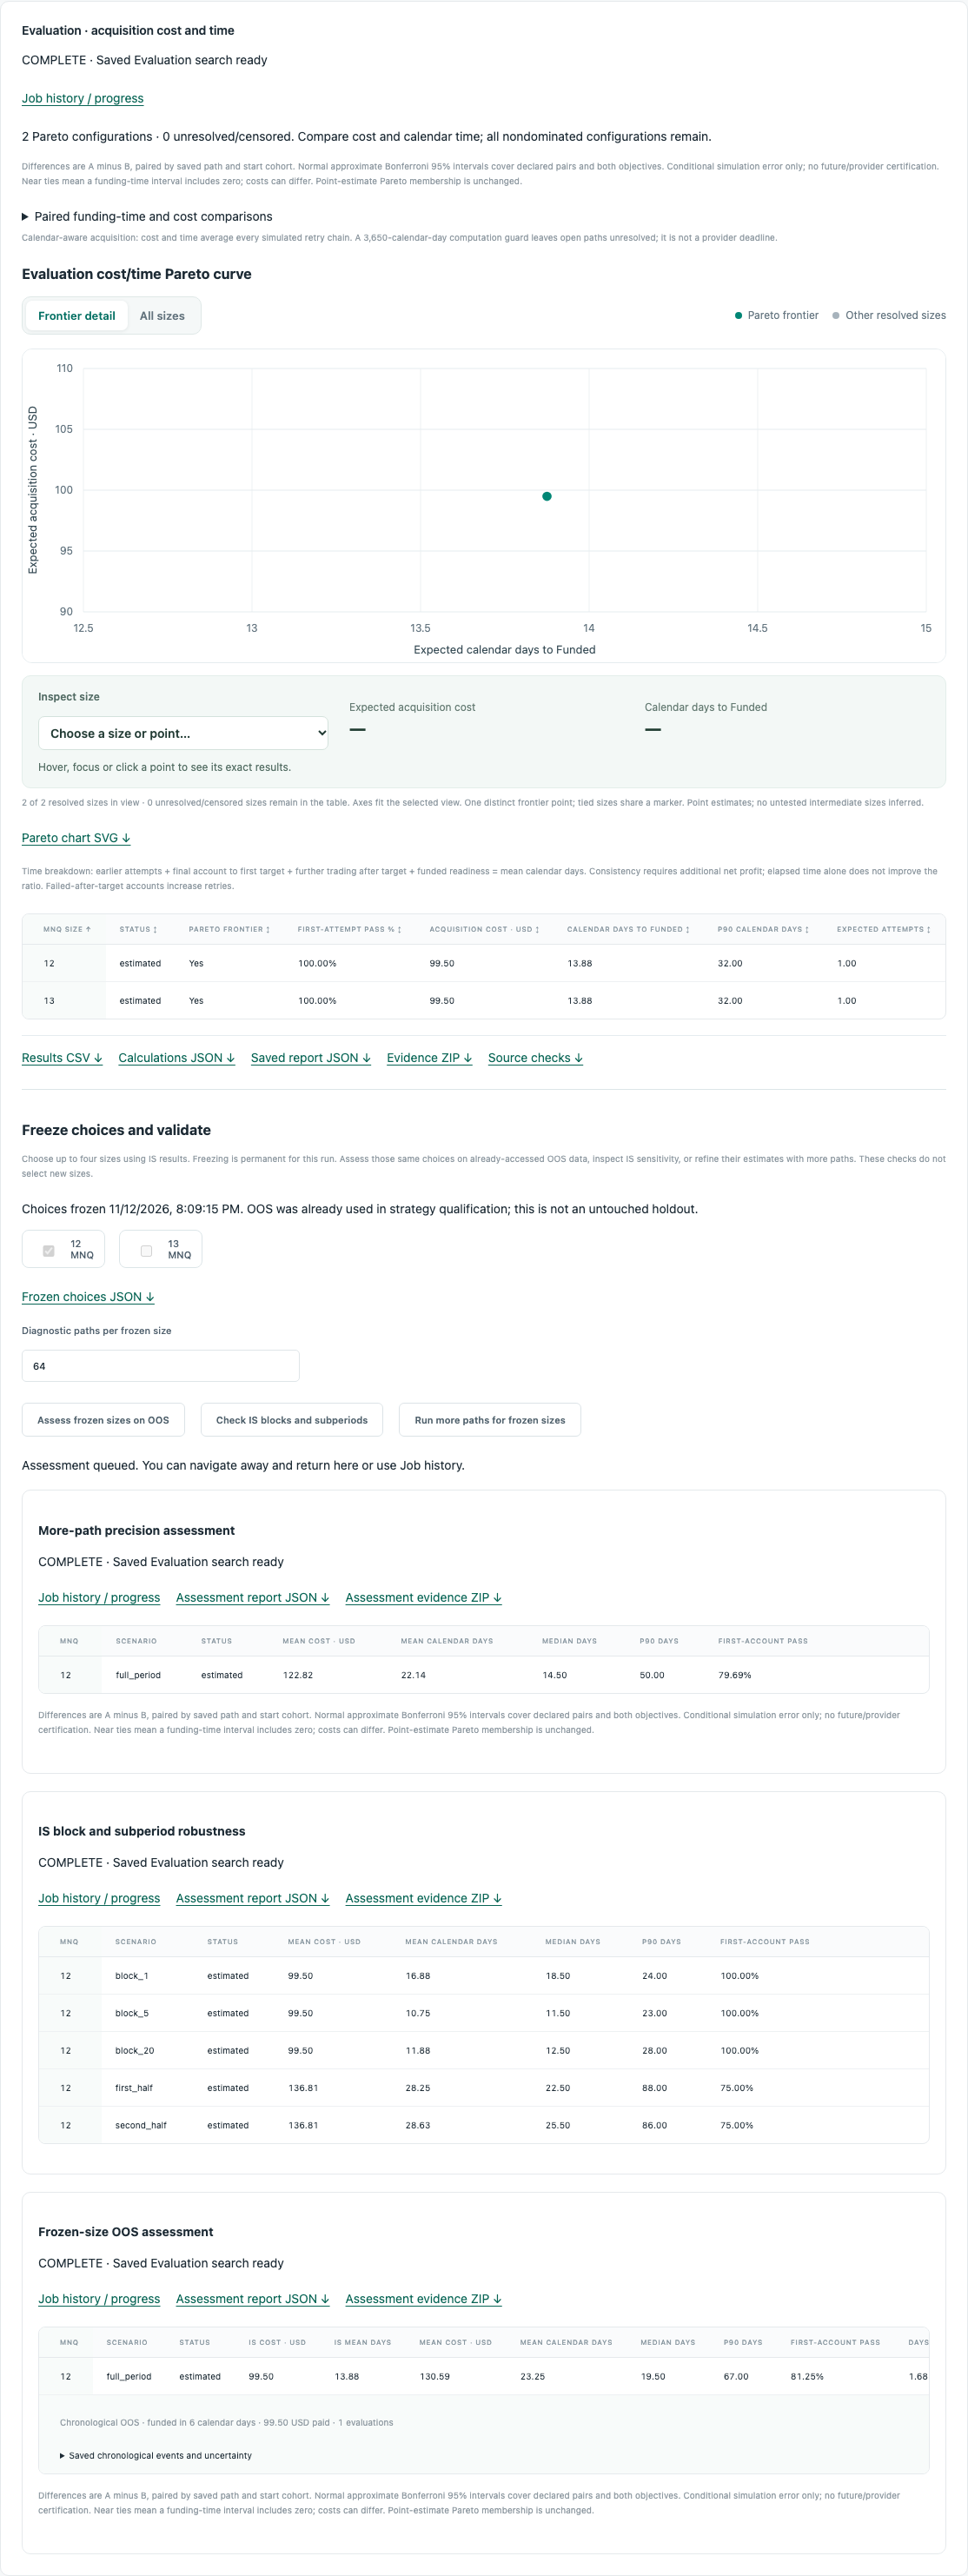 Evaluation · acquisition cost and time
COMPLETE · Saved Evaluation search ready
Job history / progress
2 Pareto configurations · 0 unresolved/censored. Compare cost and calendar time; all nondominated configurations remain.
Differences are A minus B, paired by saved path and start cohort. Normal approximate Bonferroni 95% intervals cover declared pairs and both objectives. Conditional simulation error only; no future/provider certification.
Near ties mean a funding-time interval includes zero; costs can differ. Point-estimate Pareto membership is unchanged.
▶ Paired funding-time and cost comparisons
Calendar-aware acquisition: cost and time average every simulated retry chain. A 3,650-calendar-day computation guard leaves open paths unresolved; it is not a provider deadline.
Evaluation cost/time Pareto curve
Frontier detail All sizes
Pareto frontier Other resolved sizes
Expected acquisition cost · USD
110
105
100
95
90
12.5 13 13.5 14 14.5 15
Expected calendar days to Funded
Inspect size Expected acquisition cost Calendar days to Funded
Choose a size or point... — —
Hover, focus or click a point to see its exact results.
2 of 2 resolved sizes in view · 0 unresolved/censored sizes remain in the table. Axes fit the selected view. One distinct frontier point; tied sizes share a marker. Point estimates; no untested intermediate sizes inferred.
Pareto chart SVG ↓
Time breakdown: earlier attempts + final account to first target + further trading after target + funded readiness = mean calendar days. Consistency requires additional net profit; elapsed time alone does not improve the
ratio. Failed-after-target accounts increase retries.
MNQ SIZE ↑ STATUS ↕ PARETO FRONTIER ↕ FIRST-ATTEMPT PASS % ↕ ACQUISITION COST · USD ↕ CALENDAR DAYS TO FUNDED ↕ P90 CALENDAR DAYS ↕ EXPECTED ATTEMPTS ↕
12 estimated Yes 100.00% 99.50 13.88 32.00 1.00
13 estimated Yes 100.00% 99.50 13.88 32.00 1.00
Results CSV ↓ Calculations JSON ↓ Saved report JSON ↓ Evidence ZIP ↓ Source checks ↓
Freeze choices and validate
Choose up to four sizes using IS results. Freezing is permanent for this run. Assess those same choices on already-accessed OOS data, inspect IS sensitivity, or refine their estimates with more paths. These checks do not
select new sizes.
Choices frozen 11/12/2026, 8:09:15 PM. OOS was already used in strategy qualification; this is not an untouched holdout.
12 MNQ
13 MNQ
Frozen choices JSON ↓
Diagnostic paths per frozen size
64
Assess frozen sizes on OOS Check IS blocks and subperiods Run more paths for frozen sizes
Assessment queued. You can navigate away and return here or use Job history.
More-path precision assessment
COMPLETE · Saved Evaluation search ready
Job history / progress Assessment report JSON ↓ Assessment evidence ZIP ↓
MNQ SCENARIO STATUS MEAN COST · USD MEAN CALENDAR DAYS MEDIAN DAYS P90 DAYS FIRST-ACCOUNT PASS
12 full_period estimated 122.82 22.14 14.50 50.00 79.69%
Differences are A minus B, paired by saved path and start cohort. Normal approximate Bonferroni 95% intervals cover declared pairs and both objectives. Conditional simulation error only; no future/provider
certification. Near ties mean a funding-time interval includes zero; costs can differ. Point-estimate Pareto membership is unchanged.
IS block and subperiod robustness
COMPLETE · Saved Evaluation search ready
Job history / progress Assessment report JSON ↓ Assessment evidence ZIP ↓
MNQ SCENARIO STATUS MEAN COST · USD MEAN CALENDAR DAYS MEDIAN DAYS P90 DAYS FIRST-ACCOUNT PASS
12 block_1 estimated 99.50 16.88 18.50 24.00 100.00%
12 block_5 estimated 99.50 10.75 11.50 23.00 100.00%
12 block_20 estimated 99.50 11.88 12.50 28.00 100.00%
12 first_half estimated 136.81 28.25 22.50 88.00 75.00%
12 second_half estimated 136.81 28.63 25.50 86.00 75.00%
Frozen-size OOS assessment
COMPLETE · Saved Evaluation search ready
Job history / progress Assessment report JSON ↓ Assessment evidence ZIP ↓
MNQ SCENARIO STATUS IS COST · USD IS MEAN DAYS MEAN COST · USD MEAN CALENDAR DAYS MEDIAN DAYS P90 DAYS FIRST-ACCOUNT PASS DAYS
12 full_period estimated 99.50 13.88 130.59 23.25 19.50 67.00 81.25% 1.68
Chronological OOS · funded in 6 calendar days · 99.50 USD paid · 1 evaluations
▶ Saved chronological events and uncertainty
Differences are A minus B, paired by saved path and start cohort. Normal approximate Bonferroni 95% intervals cover declared pairs and both objectives. Conditional simulation error only; no future/provider
certification. Near ties mean a funding-time interval includes zero; costs can differ. Point-estimate Pareto membership is unchanged.